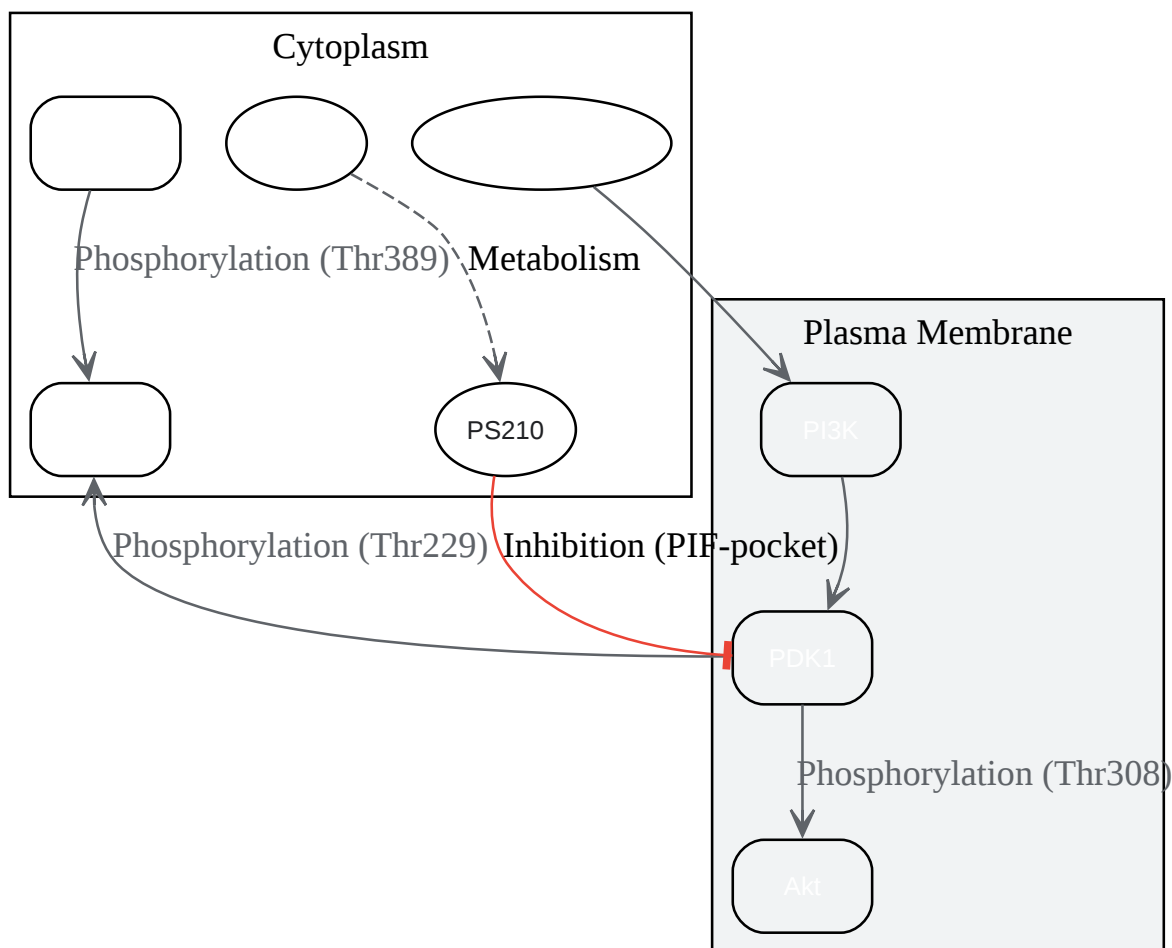 Cytoplasm
Phosphorylation (Thr389)
Metabolism
Plasma Membrane
PS210
PI3K
Phosphorylation (Thr229)
Inhibition (PIF-pocket)
PDK1
Phosphorylation (Thr308)
Akt